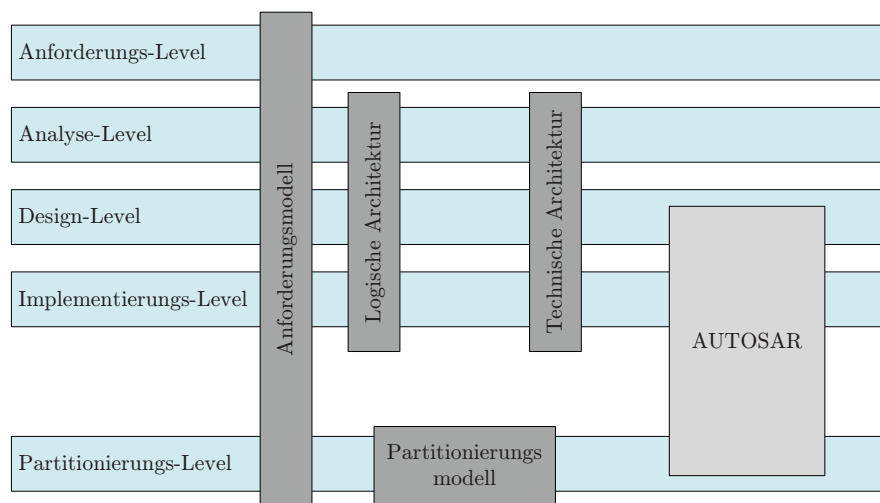 Anforderungs-Level
Analyse-Level
Design-Level
Implementierungs-Level
Partitionierungs-Level
Anforderungsmodell
Logische Architektur
Technische Architektur
AUTOSAR
Partitionierungs
modell